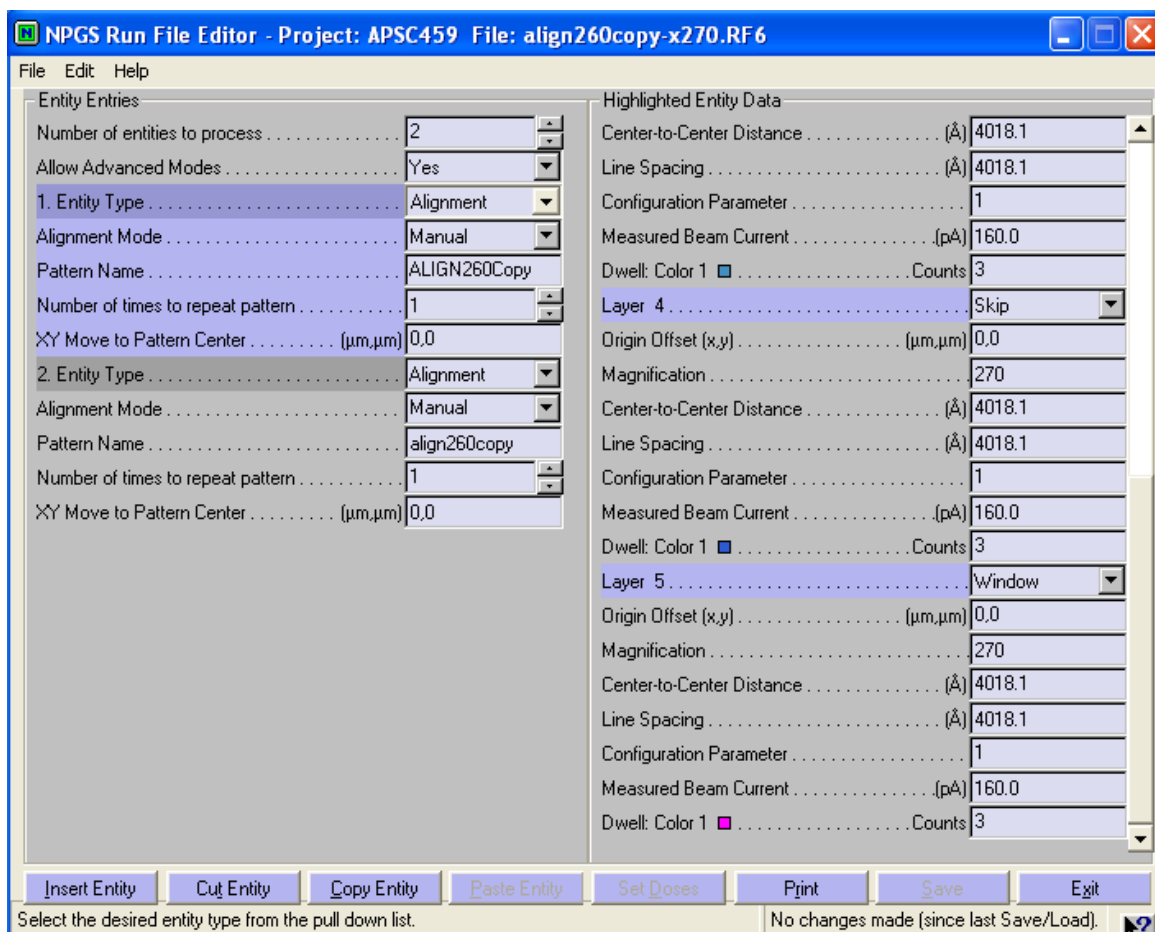 NPGS Run File Editor - Project: APSC459 File: align260copy-x270.RF6
File Edit Help
Entity Entries
Number of entities to process . . . . . . . . . . . . . . 2
Allow Advanced Modes . . . . . . . . . . . . . . . . . . Yes
1. Entity Type . . . . . . . . . . . . . . . . . . . . . . . . . . Alignment
Alignment Mode . . . . . . . . . . . . . . . . . . . . . . . . Manual
Pattern Name . . . . . . . . . . . . . . . . . . . . . . . . . . ALIGN260Copy
Number of times to repeat pattern . . . . . . . . . . . 1
XY Move to Pattern Center . . . . . . . . . (µm,µm) 0,0
2. Entity Type . . . . . . . . . . . . . . . . . . . . . . . . . . Alignment
Alignment Mode . . . . . . . . . . . . . . . . . . . . . . . . Manual
Pattern Name . . . . . . . . . . . . . . . . . . . . . . . . . . align260copy
Number of times to repeat pattern . . . . . . . . . . . 1
XY Move to Pattern Center . . . . . . . . . (µm,µm) 0,0
Highlighted Entity Data
Center-to-Center Distance . . . . . . . . . . . . . (Å) 4018.1
Line Spacing . . . . . . . . . . . . . . . . . . . . . . . . (Å) 4018.1
Configuration Parameter . . . . . . . . . . . . . . . . . . 1
Measured Beam Current . . . . . . . . . . . . . . . (pA) 160.0
Dwell: Color 1 . . . . . . . . . . . . . . . . . . Counts 3
Layer 4 . . . . . . . . . . . . . . . . . . . . . . . . . . . . . . . Skip
Origin Offset (x,y) . . . . . . . . . . . . . . . . . (µm,µm) 0,0
Magnification . . . . . . . . . . . . . . . . . . . . . . . . . . 270
Center-to-Center Distance . . . . . . . . . . . . . (Å) 4018.1
Line Spacing . . . . . . . . . . . . . . . . . . . . . . . . (Å) 4018.1
Configuration Parameter . . . . . . . . . . . . . . . . . . 1
Measured Beam Current . . . . . . . . . . . . . . . (pA) 160.0
Dwell: Color 1 . . . . . . . . . . . . . . . . . . Counts 3
Layer 5 . . . . . . . . . . . . . . . . . . . . . . . . . . . . . . . Window
Origin Offset (x,y) . . . . . . . . . . . . . . . . . (µm,µm) 0,0
Magnification . . . . . . . . . . . . . . . . . . . . . . . . . . 270
Center-to-Center Distance . . . . . . . . . . . . . (Å) 4018.1
Line Spacing . . . . . . . . . . . . . . . . . . . . . . . . (Å) 4018.1
Configuration Parameter . . . . . . . . . . . . . . . . . . 1
Measured Beam Current . . . . . . . . . . . . . . . (pA) 160.0
Dwell: Color 1 . . . . . . . . . . . . . . . . . . Counts 3
Insert Entity Cut Entity Copy Entity Paste Entity Set Doses Print Save Exit
Select the desired entity type from the pull down list. No changes made (since last Save/Load).